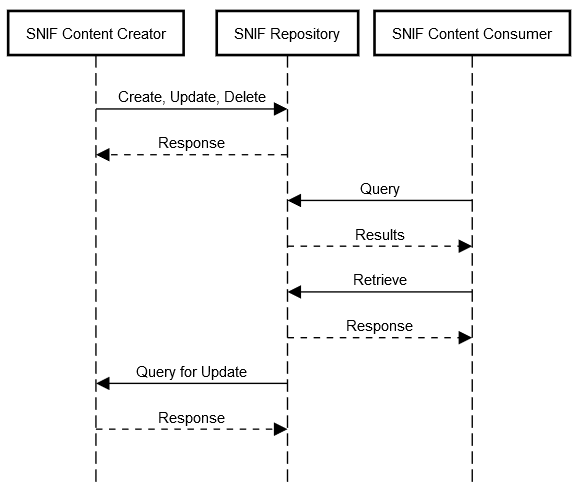 SNIF Content Creator
SNIF Repository
SNIF Content Consumer
Create, Update, Delete
Response
Query
Results
Retrieve
Response
Query for Update
Response